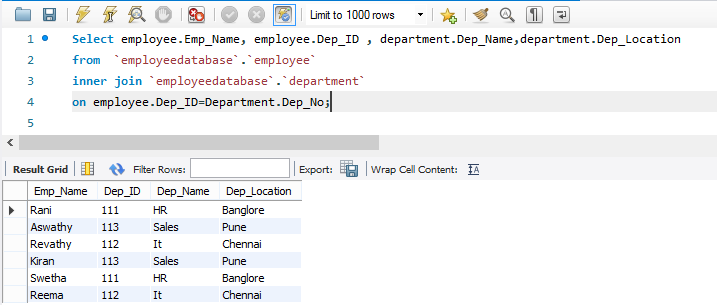 Limit to 1000 rows
1 Select employee.Emp_Name, employee.Dep_ID , department.Dep_Name,department.Dep_Location
2 from `employeedatabase`.`employee`
3 inner join `employeedatabase`.`department`
4 on employee.Dep_ID=Department.Dep_No;
5
Result Grid Filter Rows: Export: Wrap Cell Content:
Emp_Name Dep_ID Dep_Name Dep_Location
Rani 111 HR Banglore
Aswathy 113 Sales Pune
Revathy 112 It Chennai
Kiran 113 Sales Pune
Swetha 111 HR Banglore
Reema 112 It Chennai